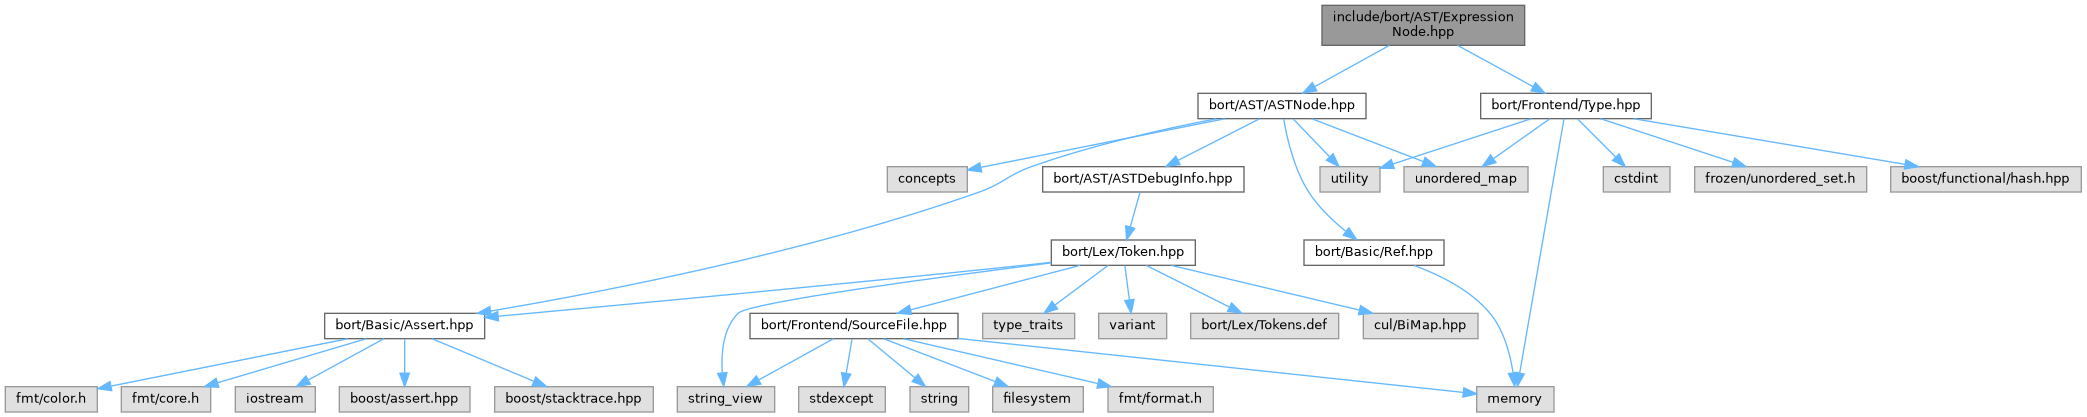 include/bort/AST/Expression
Node.hpp
bort/AST/ASTNode.hpp
bort/Frontend/Type.hpp
concepts
bort/AST/ASTDebugInfo.hpp
utility
unordered_map
cstdint
frozen/unordered_set.h
boost/functional/hash.hpp
bort/Lex/Token.hpp
bort/Basic/Ref.hpp
bort/Basic/Assert.hpp
bort/Frontend/SourceFile.hpp
type_traits
variant
bort/Lex/Tokens.def
cul/BiMap.hpp
fmt/color.h
fmt/core.h
iostream
boost/assert.hpp
boost/stacktrace.hpp
string_view
stdexcept
string
filesystem
fmt/format.h
memory